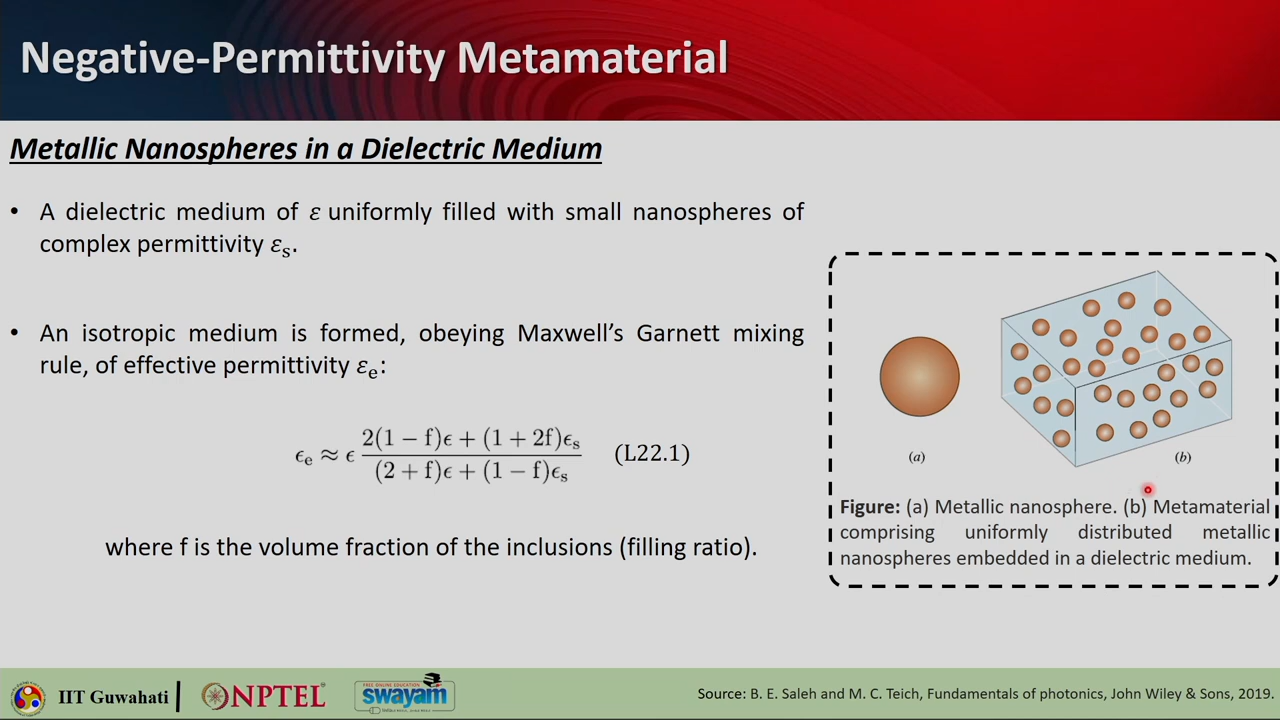 Negative-Permittivity Metamaterial
Metallic Nanospheres in a Dielectric Medium
• A dielectric medium of ε uniformly filled with small nanospheres of
complex permittivity εₛ.
• An isotropic medium is formed, obeying Maxwell's Garnett mixing
rule, of effective permittivity εₑ:
ϵₑ ≈ ϵ (2(1 − f)ϵ + (1 + 2f)ϵₛ) / ((2 + f)ϵ + (1 − f)ϵₛ) (L22.1)
where f is the volume fraction of the inclusions (filling ratio).
(a)
(b)
Figure: (a) Metallic nanosphere. (b) Metamaterial
comprising uniformly distributed metallic
nanospheres embedded in a dielectric medium.
IIT Guwahati
NPTEL
FREE ONLINE EDUCATION
swayam
Source: B. E. Saleh and M. C. Teich, Fundamentals of photonics, John Wiley & Sons, 2019.